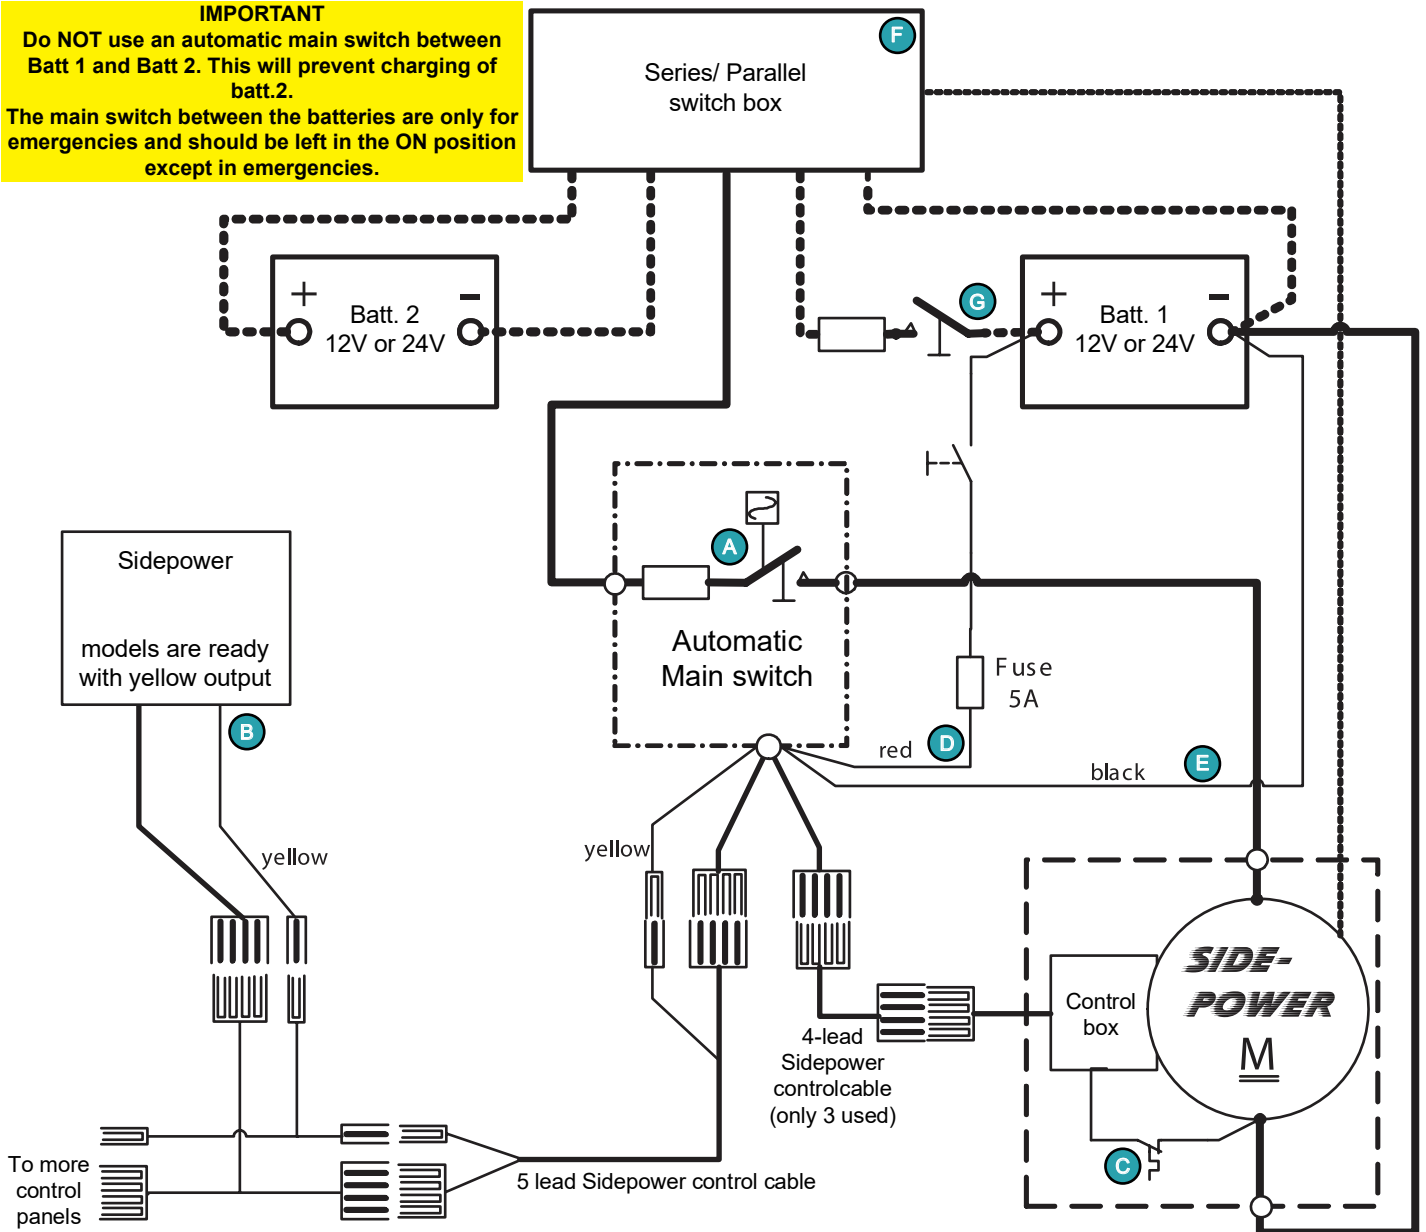 IMPORTANT
Do NOT use an automatic main switch between
Batt 1 and Batt 2. This will prevent charging of
batt.2.
The main switch between the batteries are only for
emergencies and should be left in the ON position
except in emergencies.
F
Series/ Parallel
switch box
+
-
Batt. 2
12V or 24V
G
+
-
Batt. 1
12V or 24V
A
Automatic
Main switch
Sidepower
models are ready
with yellow output
B
Fuse
5A
red
D
black
E
yellow
yellow
SIDE-
POWER
M
Control
box
4-lead
Sidepower
controlcable
(only 3 used)
C
To more
control
panels
5 lead Sidepower control cable